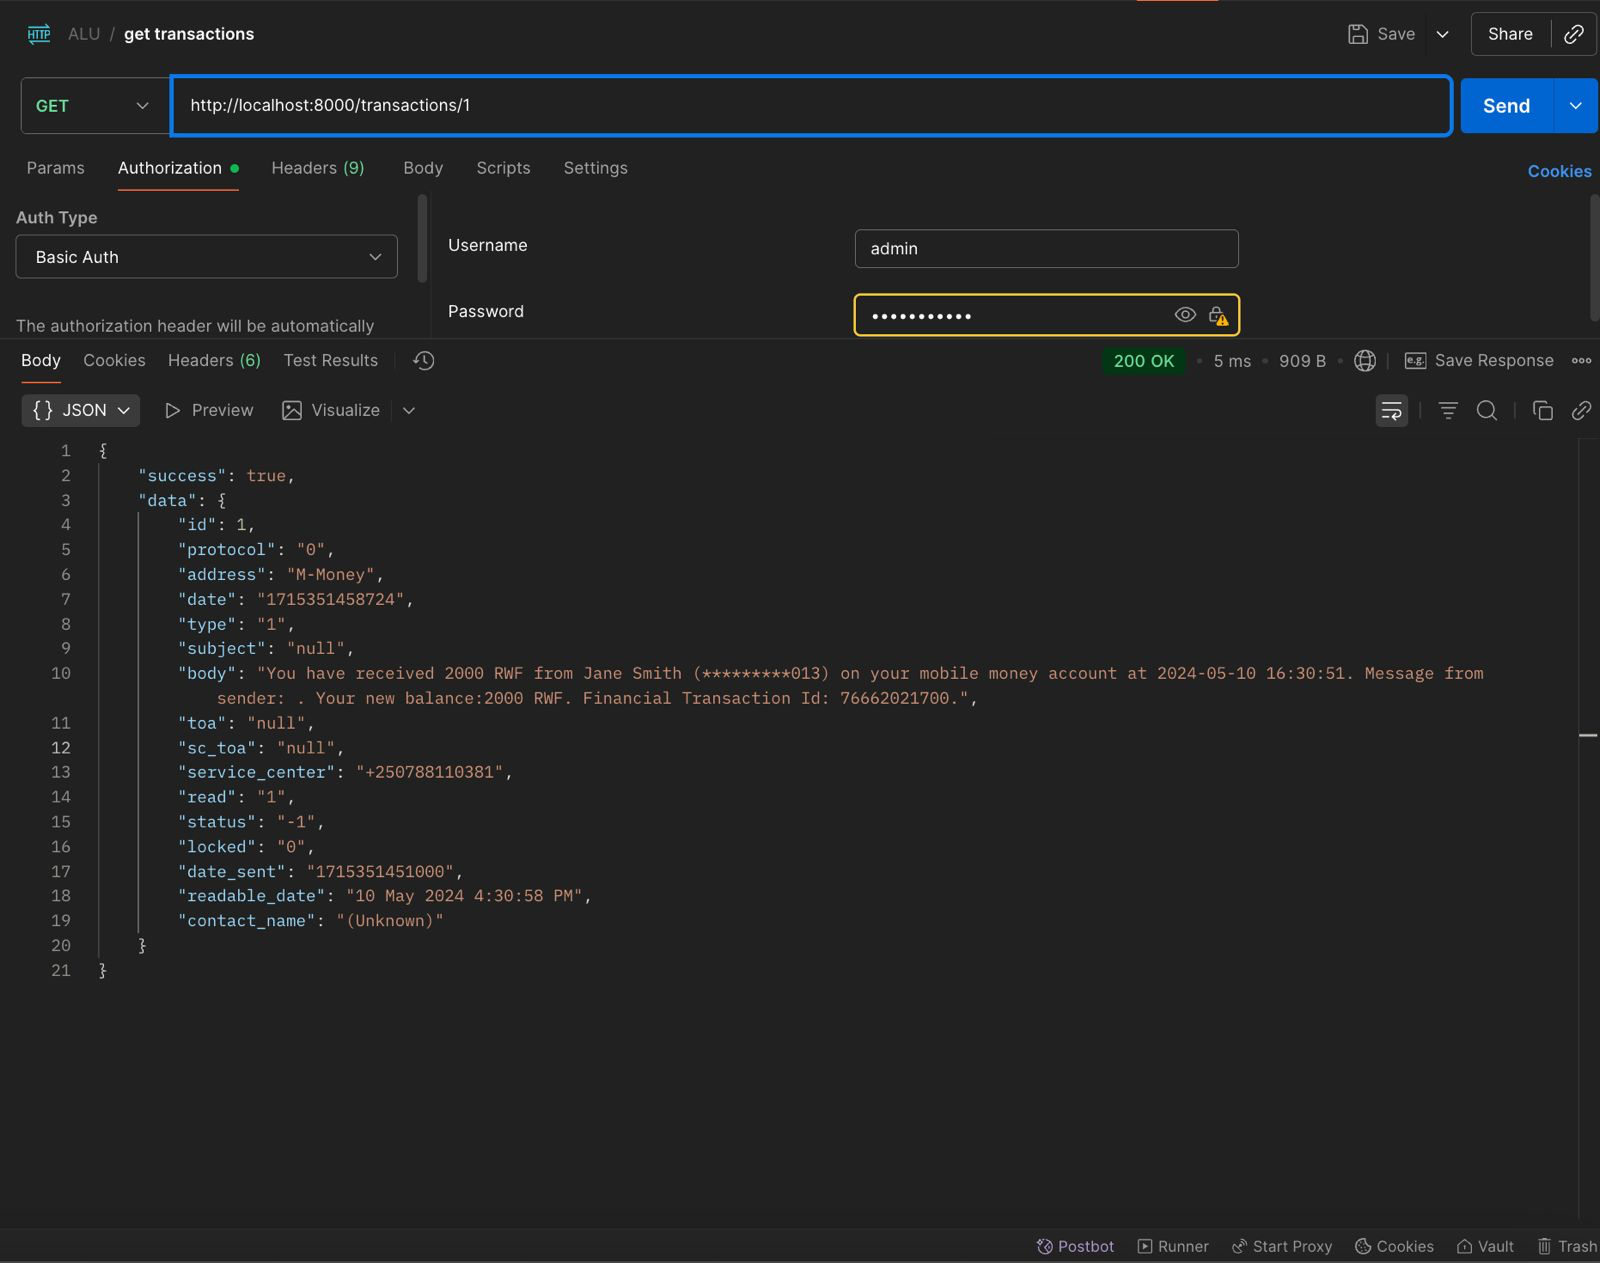 HTTP ALU / get transactions Save Share
GET http://localhost:8000/transactions/1 Send
Params Authorization Headers (9) Body Scripts Settings Cookies
Auth Type
Basic Auth
The authorization header will be automatically
Username admin
Password •••••••••••
Body Cookies Headers (6) Test Results 200 OK • 5 ms • 909 B • e.g. Save Response
{} JSON Preview Visualize
1 {
2 "success": true,
3 "data": {
4 "id": 1,
5 "protocol": "0",
6 "address": "M-Money",
7 "date": "1715351458724",
8 "type": "1",
9 "subject": "null",
10 "body": "You have received 2000 RWF from Jane Smith (*********013) on your mobile money account at 2024-05-10 16:30:51. Message from
sender: . Your new balance:2000 RWF. Financial Transaction Id: 76662021700.",
11 "toa": "null",
12 "sc_toa": "null",
13 "service_center": "+250788110381",
14 "read": "1",
15 "status": "-1",
16 "locked": "0",
17 "date_sent": "1715351451000",
18 "readable_date": "10 May 2024 4:30:58 PM",
19 "contact_name": "(Unknown)"
20 }
21 }
Postbot Runner Start Proxy Cookies Vault Trash